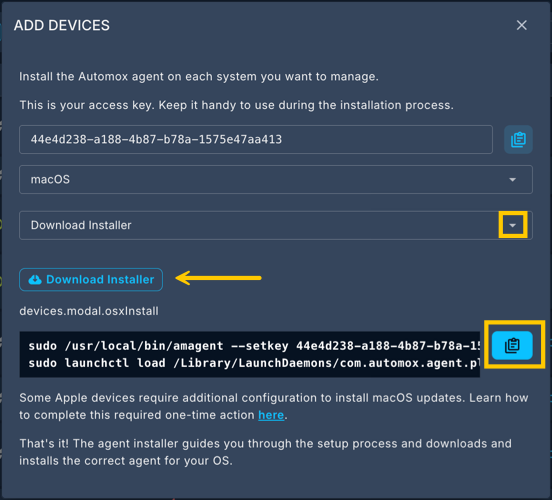 ADD DEVICES
Install the Automox agent on each system you want to manage.
This is your access key. Keep it handy to use during the installation process.
44e4d238-a188-4b87-b78a-1575e47aa413
macOS
Download Installer
Download Installer
devices.modal.osxInstall
sudo /usr/local/bin/amagent --setkey 44e4d238-a188-4b87-b78a-15
sudo launchctl load /Library/LaunchDaemons/com.automox.agent.pl
Some Apple devices require additional configuration to install macOS updates. Learn how
to complete this required one-time action here.
That's it! The agent installer guides you through the setup process and downloads and
installs the correct agent for your OS.